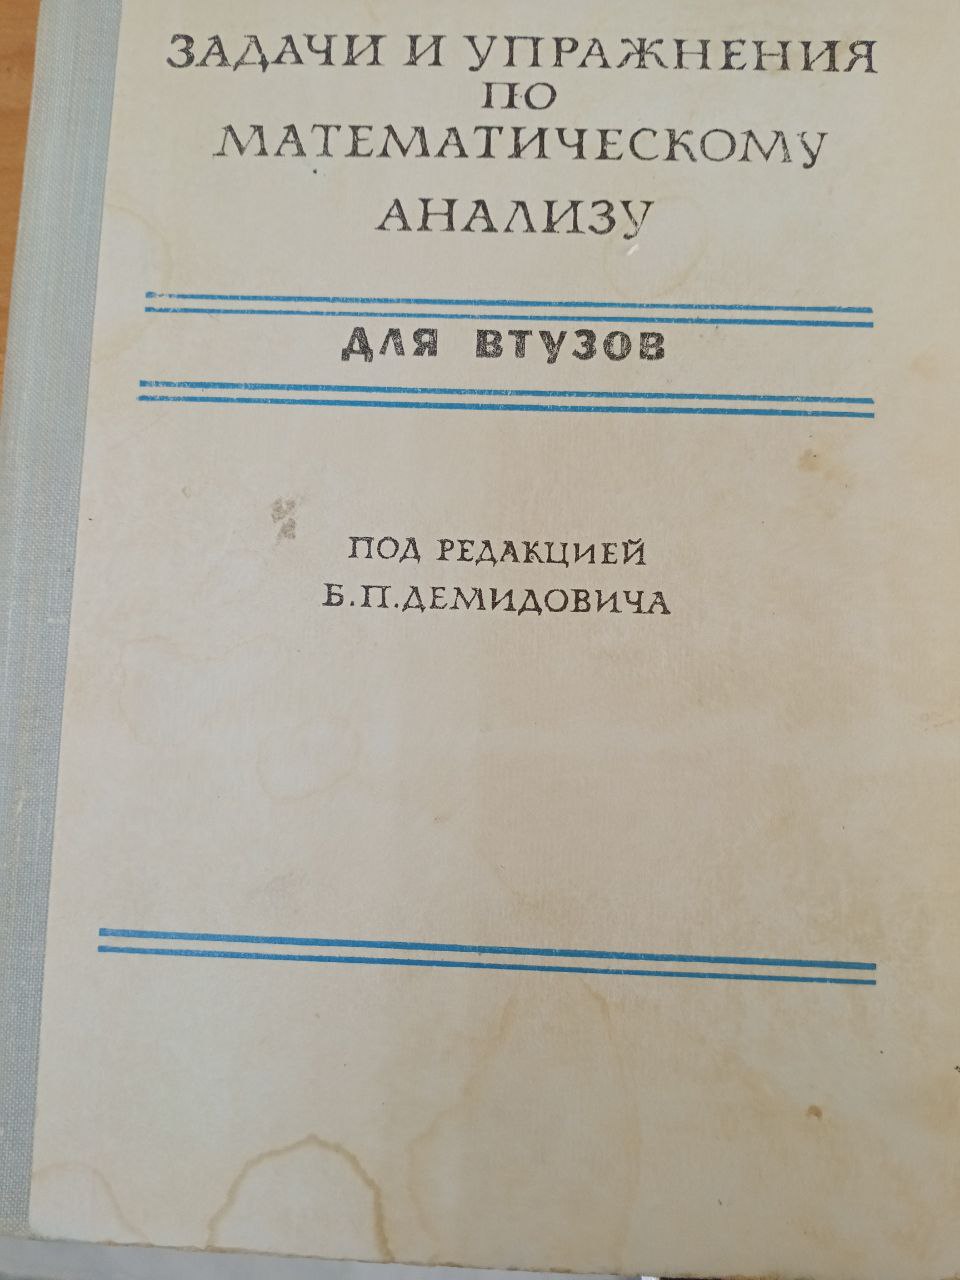 ЗАДАЧИ И УПРАЖНЕНИЯ
ПО
МАТЕМАТИЧЕСКОМУ
АНАЛИЗУ
ДЛЯ ВТУЗОВ
ПОД РЕДАКЦИЕЙ
Б.П.ДЕМИДОВИЧА